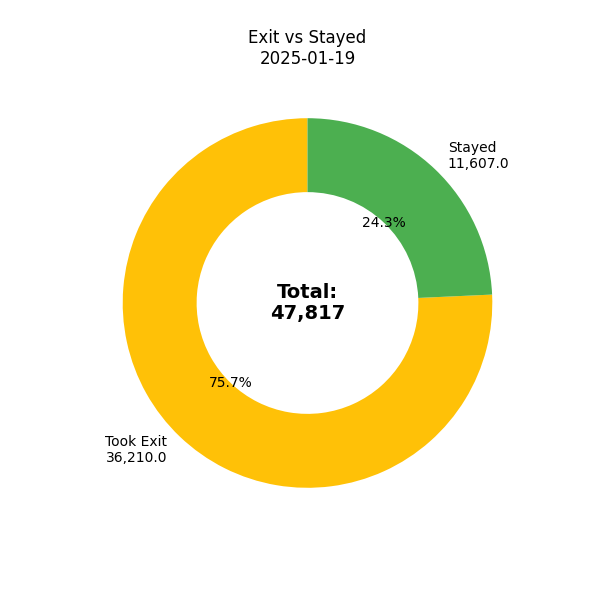 Exit vs Stayed
2025-01-19
Stayed
11,607.0
24.3%
Total:
47,817
75.7%
Took Exit
36,210.0